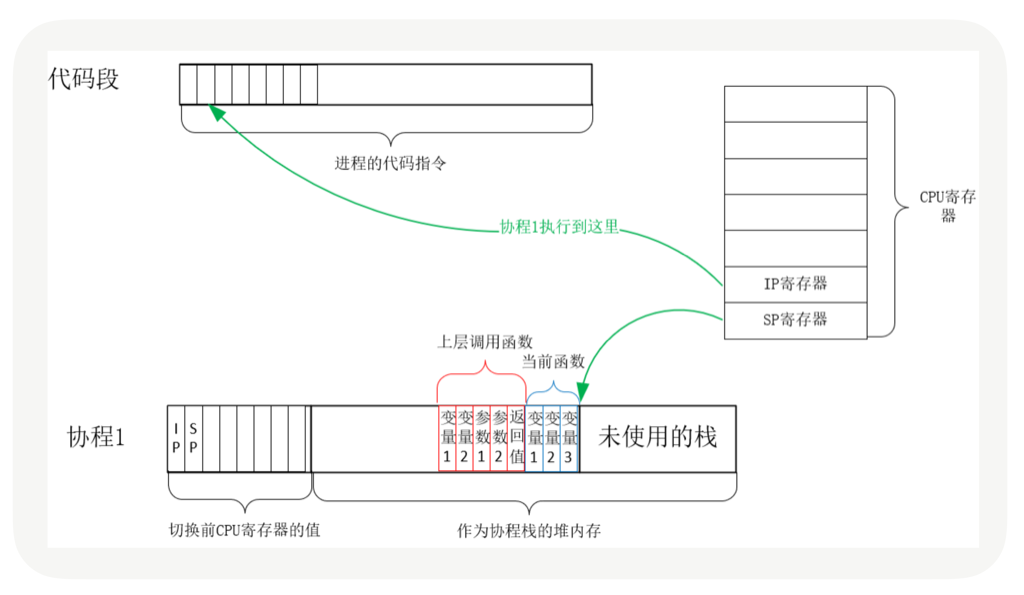 代码段
进程的代码指令
CPU寄存
器
协程1执行到这里
IP寄存器
SP寄存器
上层调用函数
当前函数
协程1
IP
SP
变量1
变量2
参数1
参数2
返回值
变量1
变量2
变量3
未使用的栈
切换前CPU寄存器的值
作为协程栈的堆内存